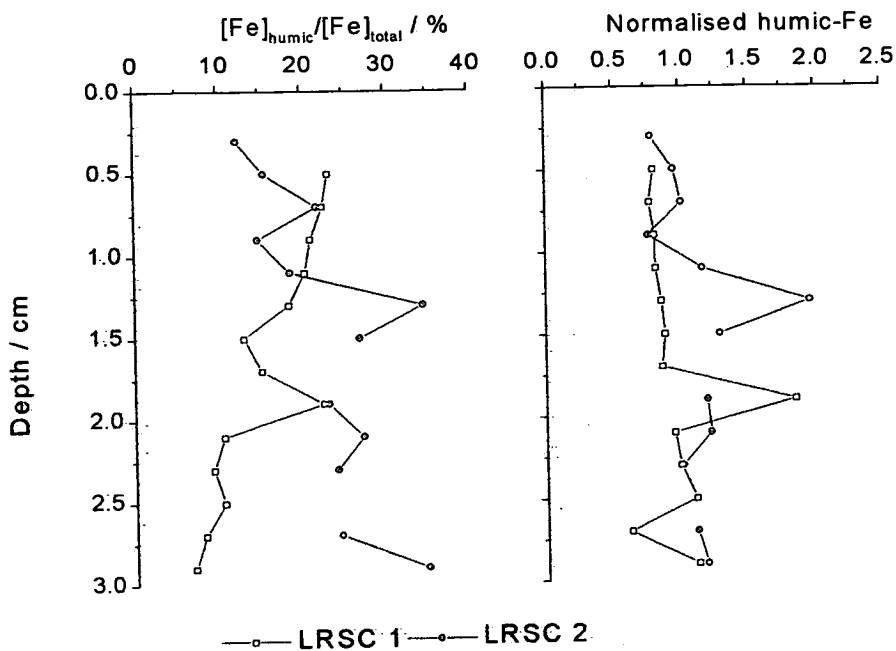 [Fe]humic/[Fe]total / %
0 10 20 30 40
Normalised humic-Fe
0.0 0.5 1.0 1.5 2.0 2.5
Depth / cm
0.0
0.5
1.0
1.5
2.0
2.5
3.0
LRSC 1 LRSC 2